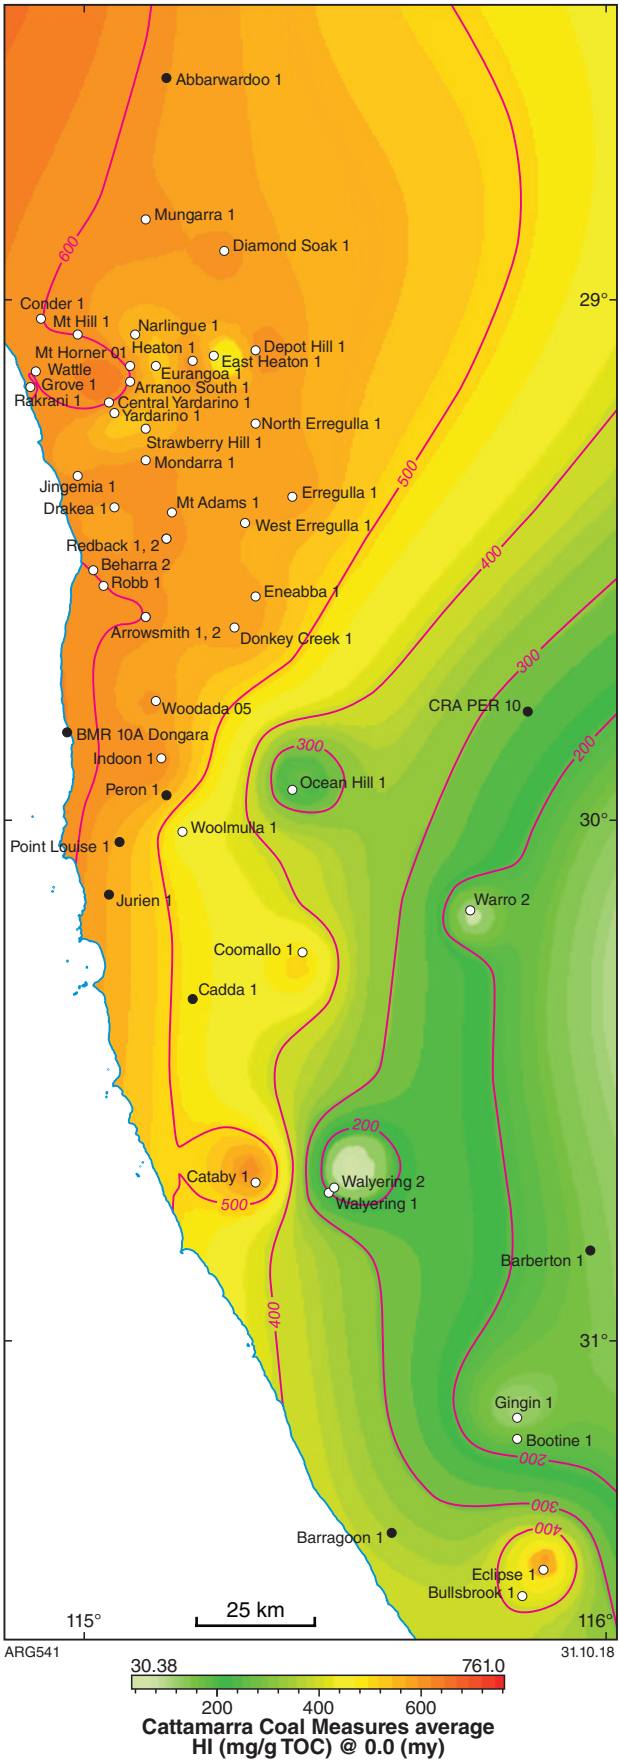 Abbarwardoo 1
Mungarra 1
Diamond Soak 1
600
29°
Conder 1
Mt Hill 1
Narlingue 1
Mt Horner 01
Heaton 1
Depot Hill 1
East Heaton 1
Wattle
Grove 1
Eurangoa 1
Arranoo South 1
Rakrani 1
Central Yardarino 1
Yardarino 1
North Erregulla 1
Strawberry Hill 1
Mondarra 1
500
Jingemia 1
Erregulla 1
Drakea 1
Mt Adams 1
West Erregulla 1
Redback 1, 2
400
Beharra 2
Robb 1
Eneabba 1
Arrowsmith 1, 2
Donkey Creek 1
300
Woodada 05
CRA PER 10
BMR 10A Dongara
300
200
Indoon 1
Ocean Hill 1
Peron 1
30°
Woolmulla 1
Point Louise 1
Jurien 1
Warro 2
Coomallo 1
Cadda 1
200
Cataby 1
Walyering 2
500
Walyering 1
Barberton 1
400
31°
Gingin 1
Bootine 1
200
300
400
Barragoon 1
Eclipse 1
Bullsbrook 1
25 km
115°
116°
ARG541
31.10.18
30.38
761.0
200
400
600
Cattamarra Coal Measures average
HI (mg/g TOC) @ 0.0 (my)